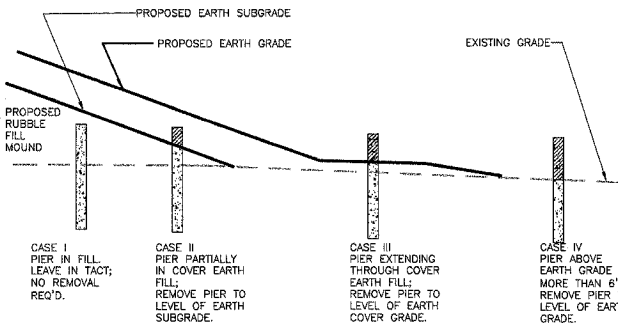 PROPOSED EARTH SUBGRADE
PROPOSED EARTH GRADE
EXISTING GRADE
PROPOSED
RUBBLE
FILL
MOUND
CASE I
PIER IN FILL.
LEAVE IN TACT;
NO REMOVAL
REQ'D.
CASE II
PIER PARTIALLY
IN COVER EARTH
FILL;
REMOVE PIER TO
LEVEL OF EARTH
SUBGRADE.
CASE III
PIER EXTENDING
THROUGH COVER
EARTH FILL;
REMOVE PIER TO
LEVEL OF EARTH
COVER GRADE.
CASE IV
PIER ABOVE
EARTH GRADE
MORE THAN 6'
REMOVE PIER
LEVEL OF EART
GRADE.